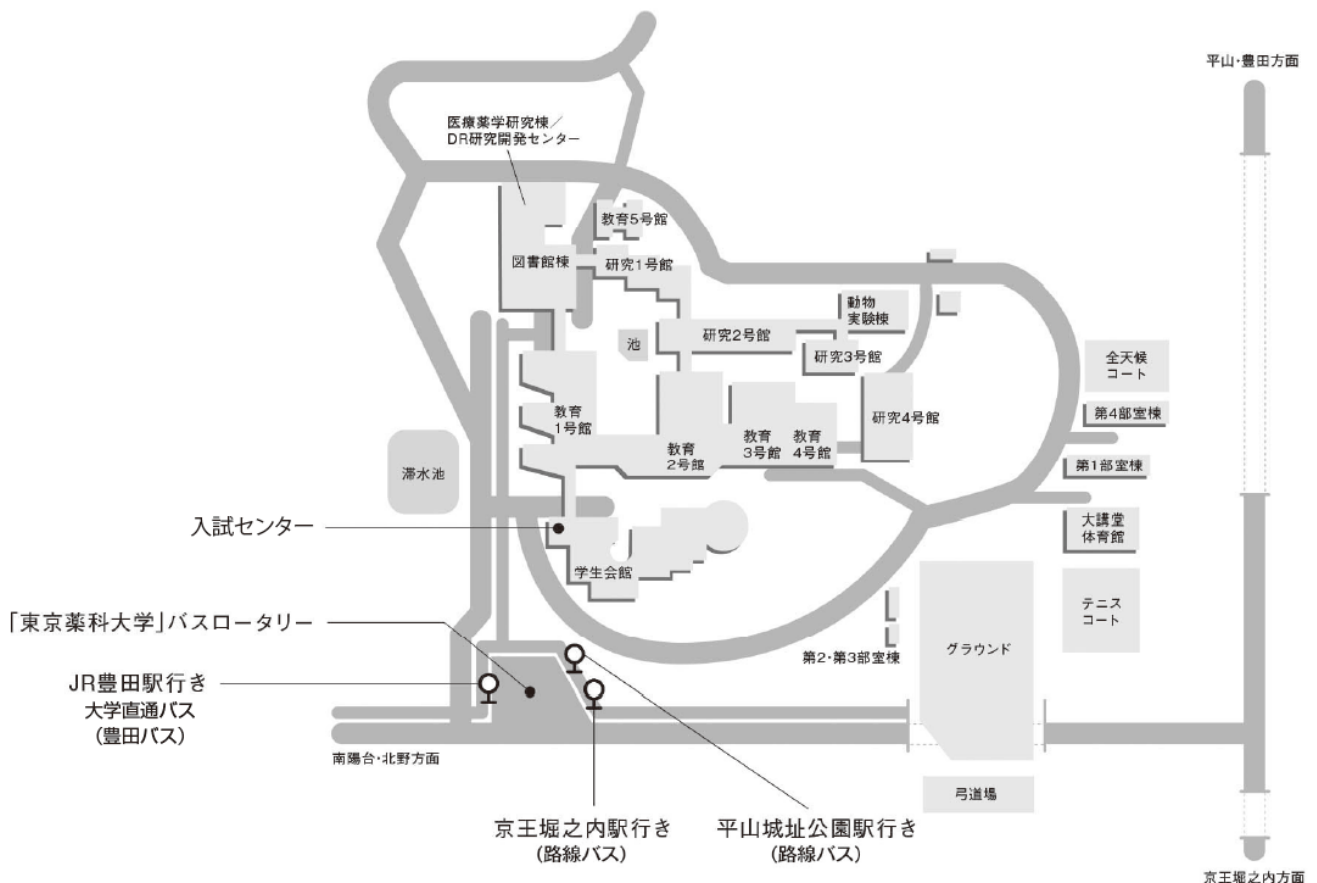 平山・豊田方面
医療薬学研究棟／
DR研究開発センター
教育5号館
図書館棟
研究1号館
動物
実験棟
研究2号館
池
研究3号館
全天候
コート
教育
1号館
研究4号館
第4部室棟
教育
2号館
教育
3号館
教育
4号館
滞水池
第1部室棟
入試センター
大講堂
体育館
学生会館
「東京薬科大学」バスロータリー
テニス
コート
グラウンド
第2・第3部室棟
JR豊田駅行き
大学直通バス
(豊田バス)
南陽台・北野方面
弓道場
京王堀之内駅行き
(路線バス)
平山城址公園駅行き
(路線バス)
京王堀之内方面